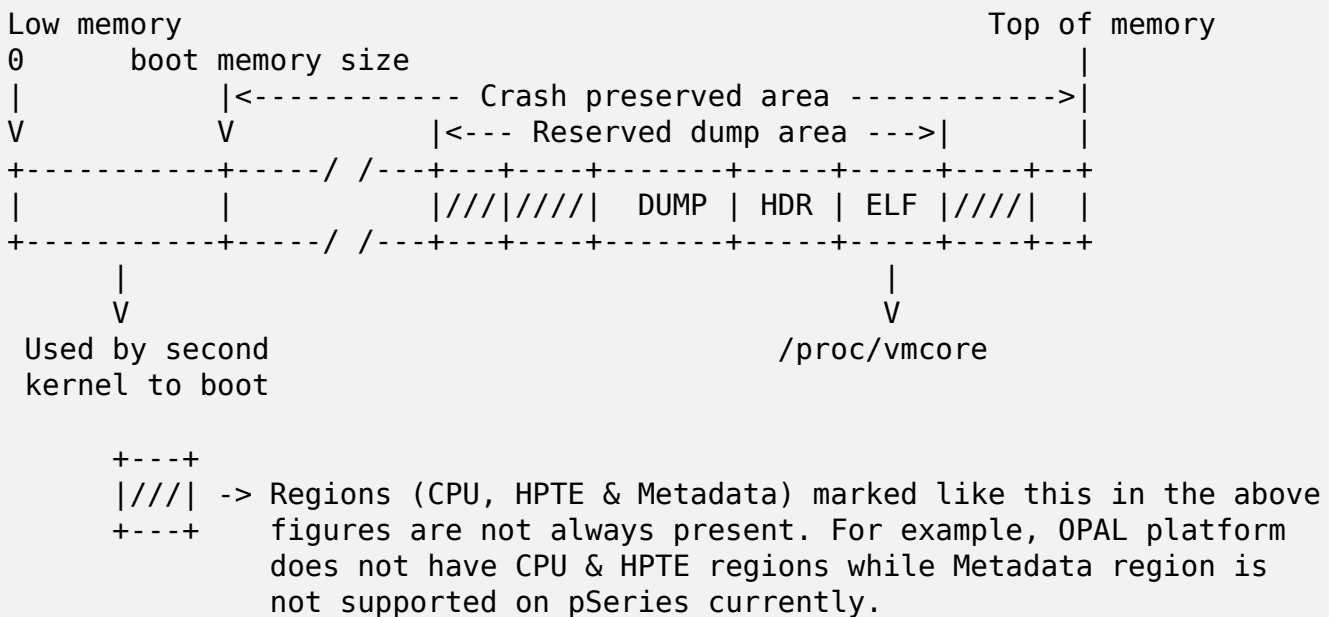 Low memory                                              Top of memory
0      boot memory size                                      |
|           |<------------ Crash preserved area ------------>|
V           V           |<--- Reserved dump area --->|       |
+-----------+-----/ /---+---+----+-------+-----+-----+----+--+
|           |           |///|////|  DUMP | HDR | ELF |////|  |
+-----------+-----/ /---+---+----+-------+-----+-----+----+--+
      |                                           |
      V                                           V
 Used by second                             /proc/vmcore
 kernel to boot
      +---+
      |///| -> Regions (CPU, HPTE & Metadata) marked like this in the above
      +---+    figures are not always present. For example, OPAL platform
               does not have CPU & HPTE regions while Metadata region is
               not supported on pSeries currently.